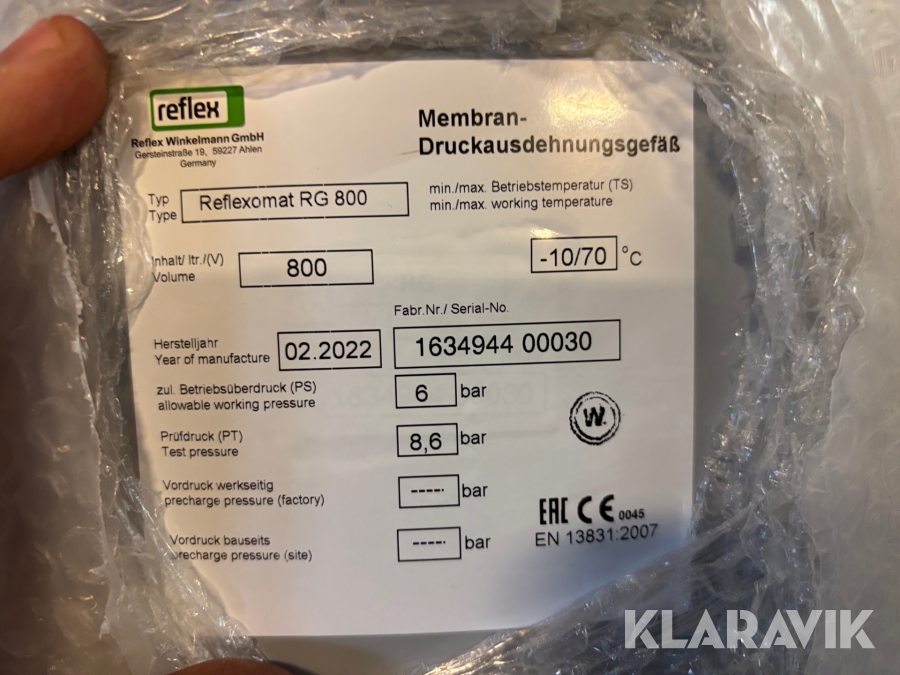 reflex
Reflex Winkelmann GmbH
Gersteinstraße 19, 59227 Ahlen
Germany
Membran-
Druckausdehnungsgefäß
Typ
Type
Reflexomat RG 800
min./max. Betriebstemperatur (TS)
min./max. working temperature
-10/70 °C
Inhalt/ ltr./(V)
Volume
800
Fabr.Nr./ Serial-No.
Herstelljahr
Year of manufacture
02.2022
1634944 00030
zul. Betriebsüberdruck (PS)
allowable working pressure
6 bar
Prüfdruck (PT)
Test pressure
8,6 bar
W.
Vordruck werkseitig
precharge pressure (factory)
----- bar
Vordruck bauseits
precharge pressure (site)
----- bar
EAC CE 0045
EN 13831:2007
KLARAVIK